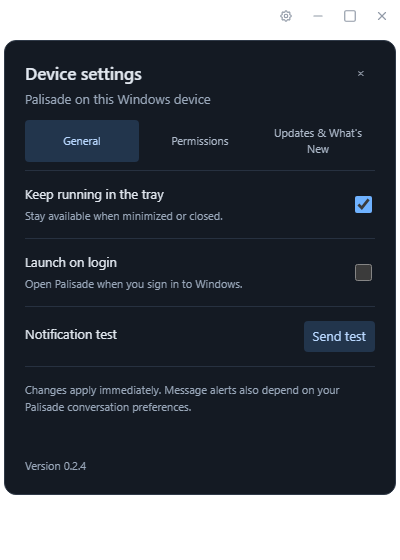 Device settings
Palisade on this Windows device
General
Permissions
Updates & What's
New
Keep running in the tray
Stay available when minimized or closed.
Launch on login
Open Palisade when you sign in to Windows.
Notification test
Send test
Changes apply immediately. Message alerts also depend on your
Palisade conversation preferences.
Version 0.2.4